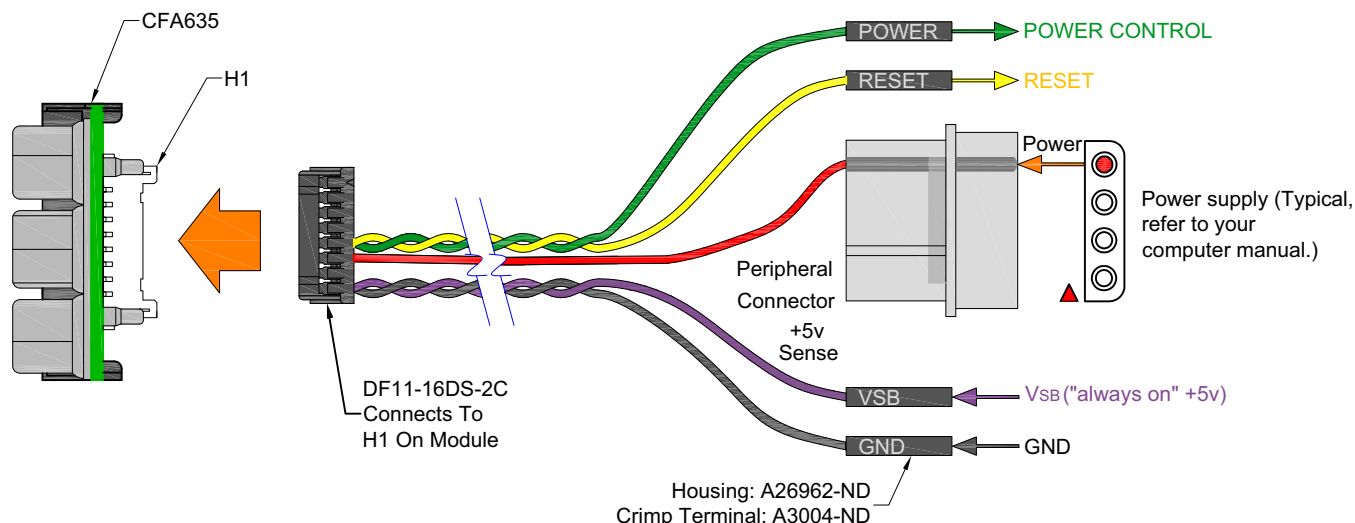 CFA635
H1
POWER
POWER CONTROL
RESET
RESET
Power
Power supply (Typical,
refer to your
computer manual.)
Peripheral
Connector
+5v
Sense
DF11-16DS-2C
Connects To
H1 On Module
VSB
VSB ("always on" +5v)
GND
GND
Housing: A26962-ND
Crimp Terminal: A3004-ND